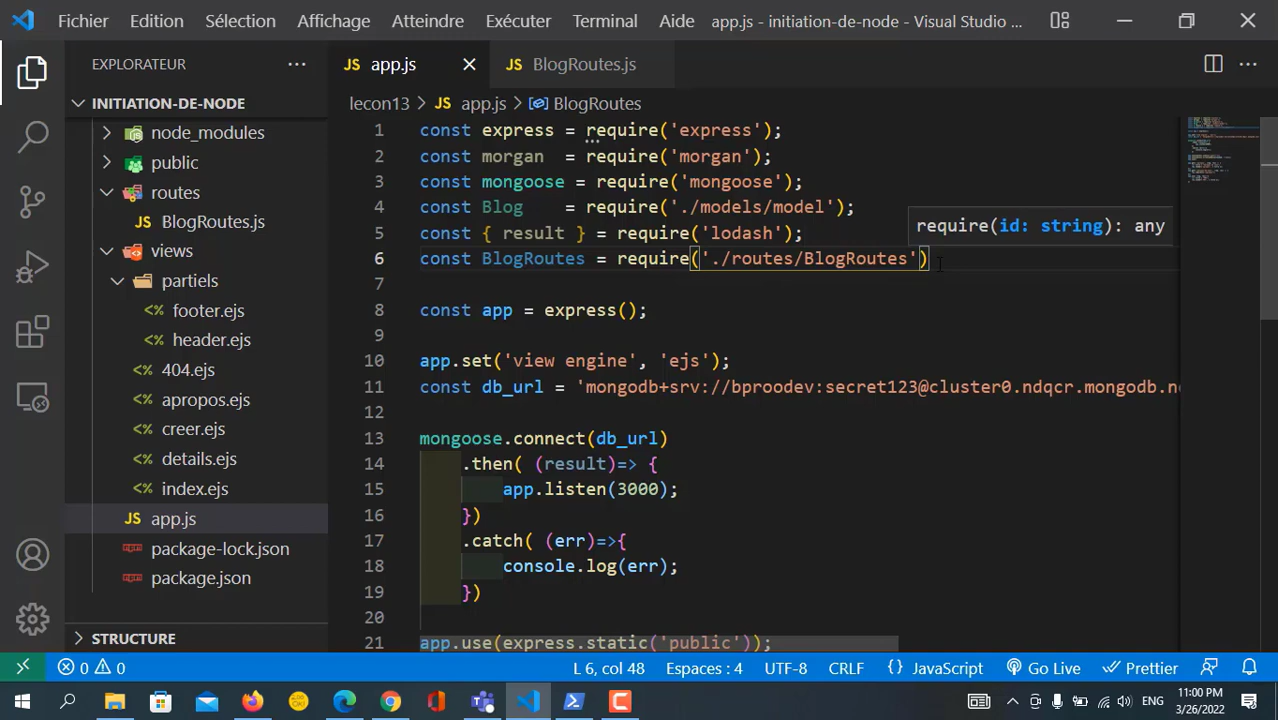 Fichier Edition Sélection Affichage Atteindre Exécuter Terminal Aide app.js - initiation-de-node - Visual Studio ...
EXPLORATEUR
INITIATION-DE-NODE
node_modules
public
routes
BlogRoutes.js
views
partiels
footer.ejs
header.ejs
404.ejs
apropos.ejs
creer.ejs
details.ejs
index.ejs
app.js
package-lock.json
package.json
STRUCTURE
JS app.js JS BlogRoutes.js
lecon13 > JS app.js > BlogRoutes
1 const express = require('express');
2 const morgan  = require('morgan');
3 const mongoose = require('mongoose');
4 const Blog    = require('./models/model');
5 const { result } = require('lodash');
6 const BlogRoutes = require('./routes/BlogRoutes')
require(id: string): any
7
8 const app = express();
9
10 app.set('view engine', 'ejs');
11 const db_url = 'mongodb+srv://bproodev:secret123@cluster0.ndqcr.mongodb.ne
12
13 mongoose.connect(db_url)
14 .then( (result)=> {
15 app.listen(3000);
16 })
17 .catch( (err)=>{
18 console.log(err);
19 })
20
21 app.use(express.static('public'));
0 0 L 6, col 48 Espaces : 4 UTF-8 CRLF {} JavaScript Go Live Prettier
ENG 11:00 PM
3/26/2022